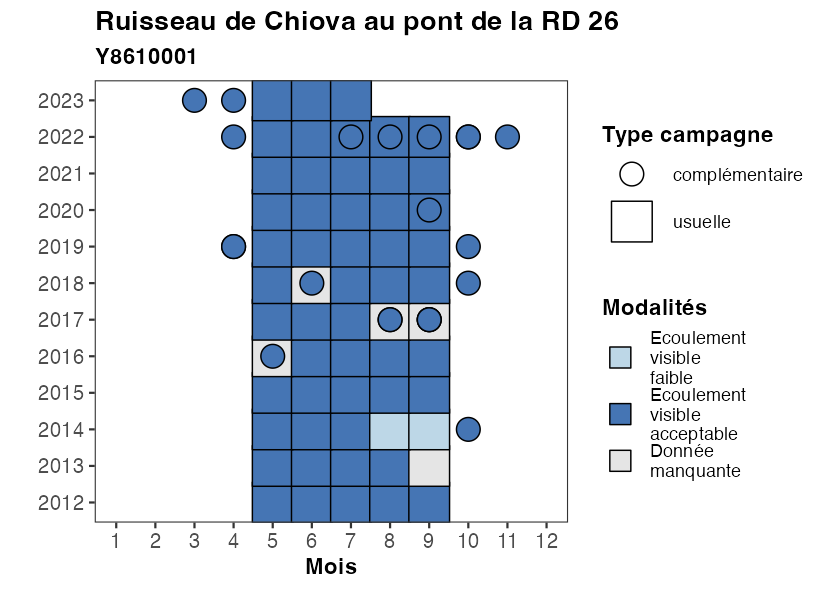 Ruisseau de Chiova au pont de la RD 26
Y8610001
2023
2022
2021
2020
2019
2018
2017
2016
2015
2014
2013
2012
1 2 3 4 5 6 7 8 9 10 11 12
Mois
Type campagne
complémentaire
usuelle
Modalités
Ecoulement
visible
faible
Ecoulement
visible
acceptable
Donnée
manquante